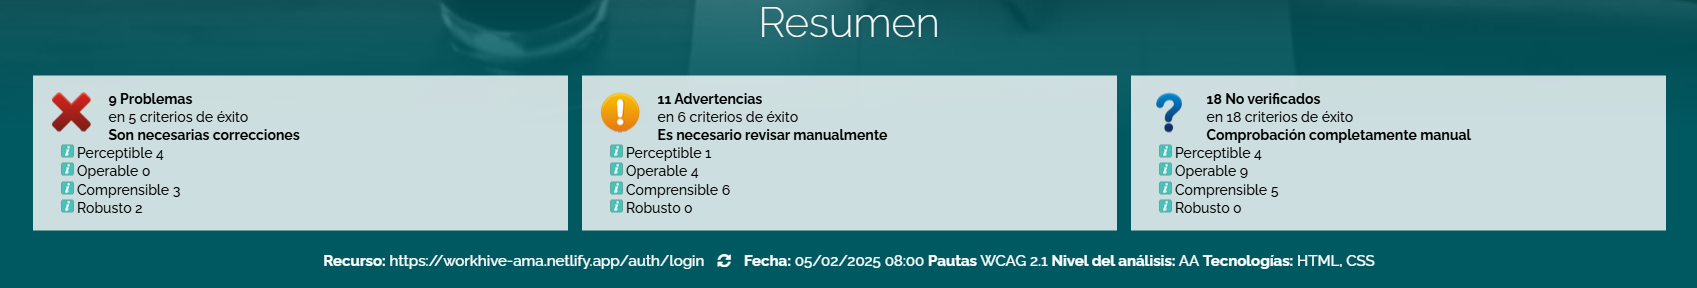 Resumen
9 Problemas
en 5 criterios de éxito
Son necesarias correcciones
Perceptible 4
Operable 0
Comprensible 3
Robusto 2
11 Advertencias
en 6 criterios de éxito
Es necesario revisar manualmente
Perceptible 1
Operable 4
Comprensible 6
Robusto 0
18 No verificados
en 18 criterios de éxito
Comprobación completamente manual
Perceptible 4
Operable 9
Comprensible 5
Robusto 0
Recurso: https://workhive-ama.netlify.app/auth/login Fecha: 05/02/2025 08:00 Pautas WCAG 2.1 Nivel del análisis: AA Tecnologías: HTML, CSS